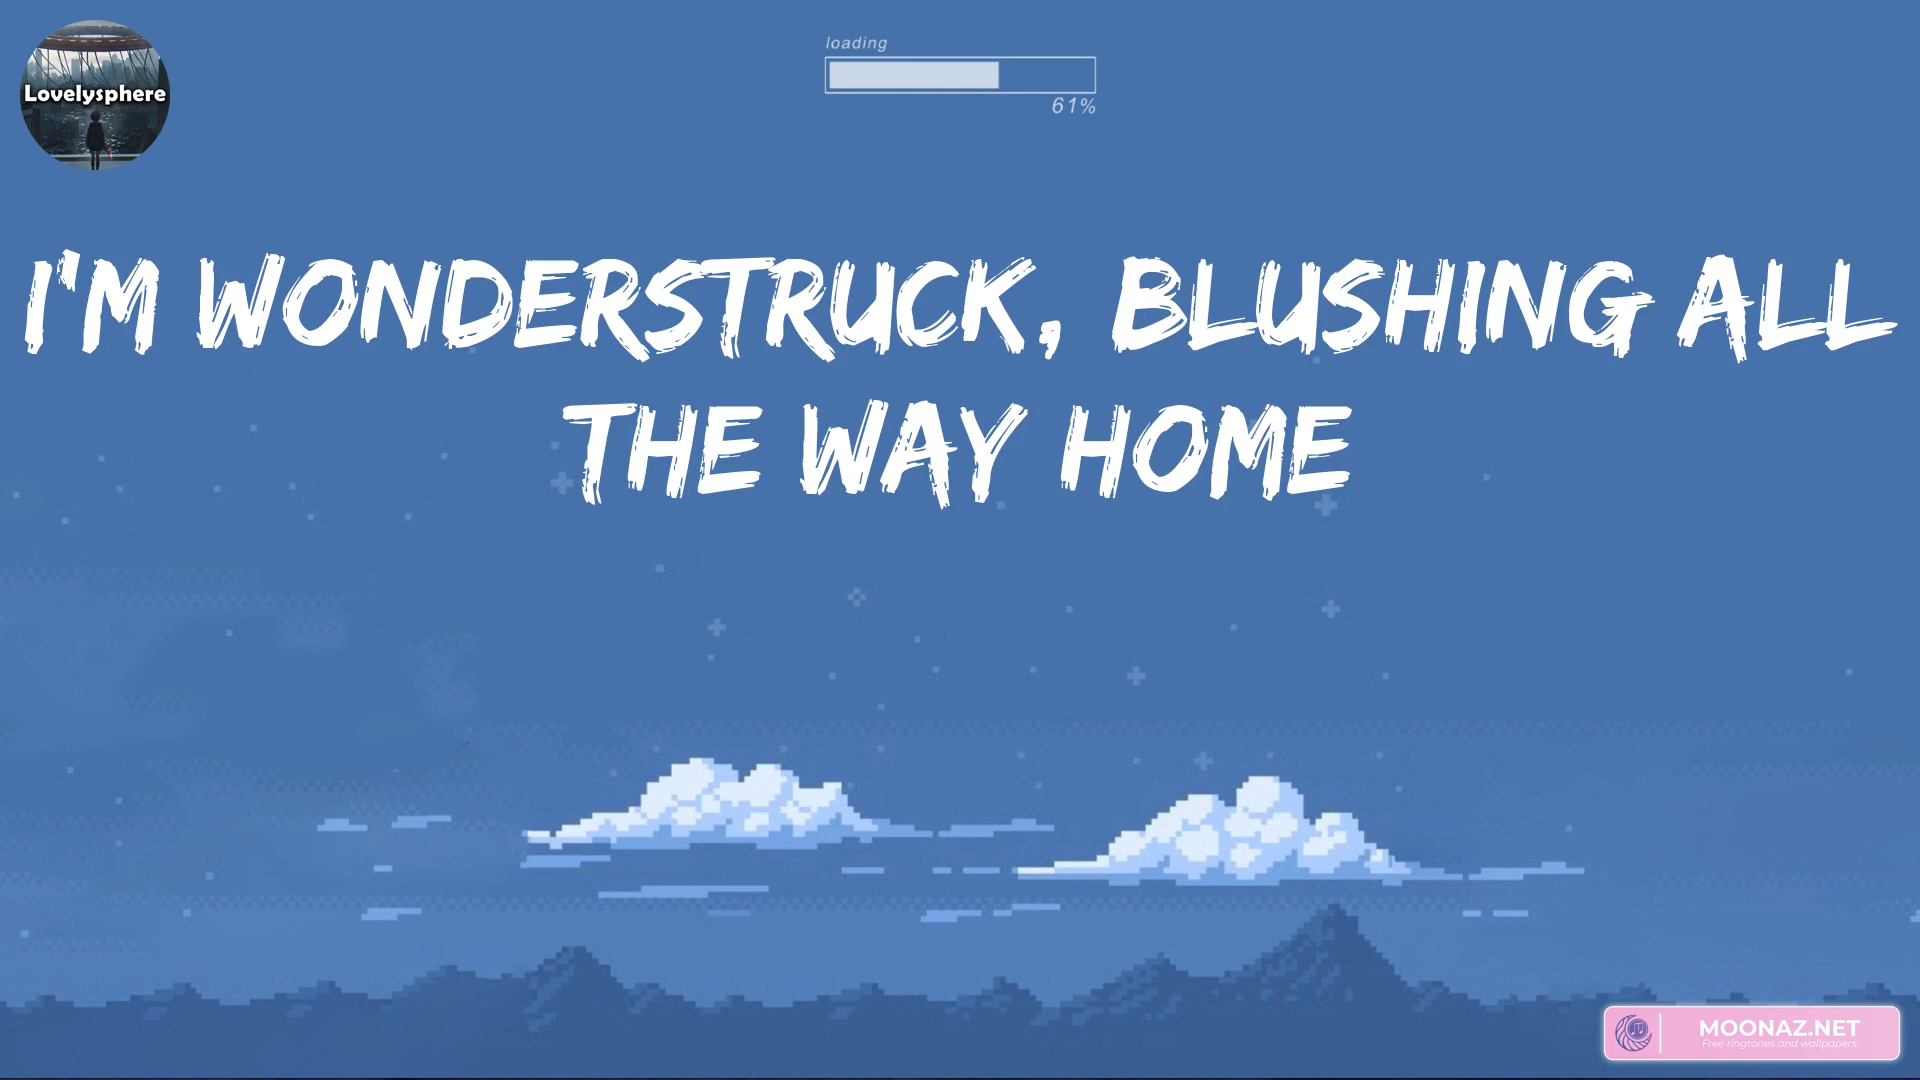 Lovelysphere
loading
61%
I'M WONDERSTRUCK, BLUSHING ALL
THE WAY HOME
MOONAZ.NET
Free ringtones and wallpapers